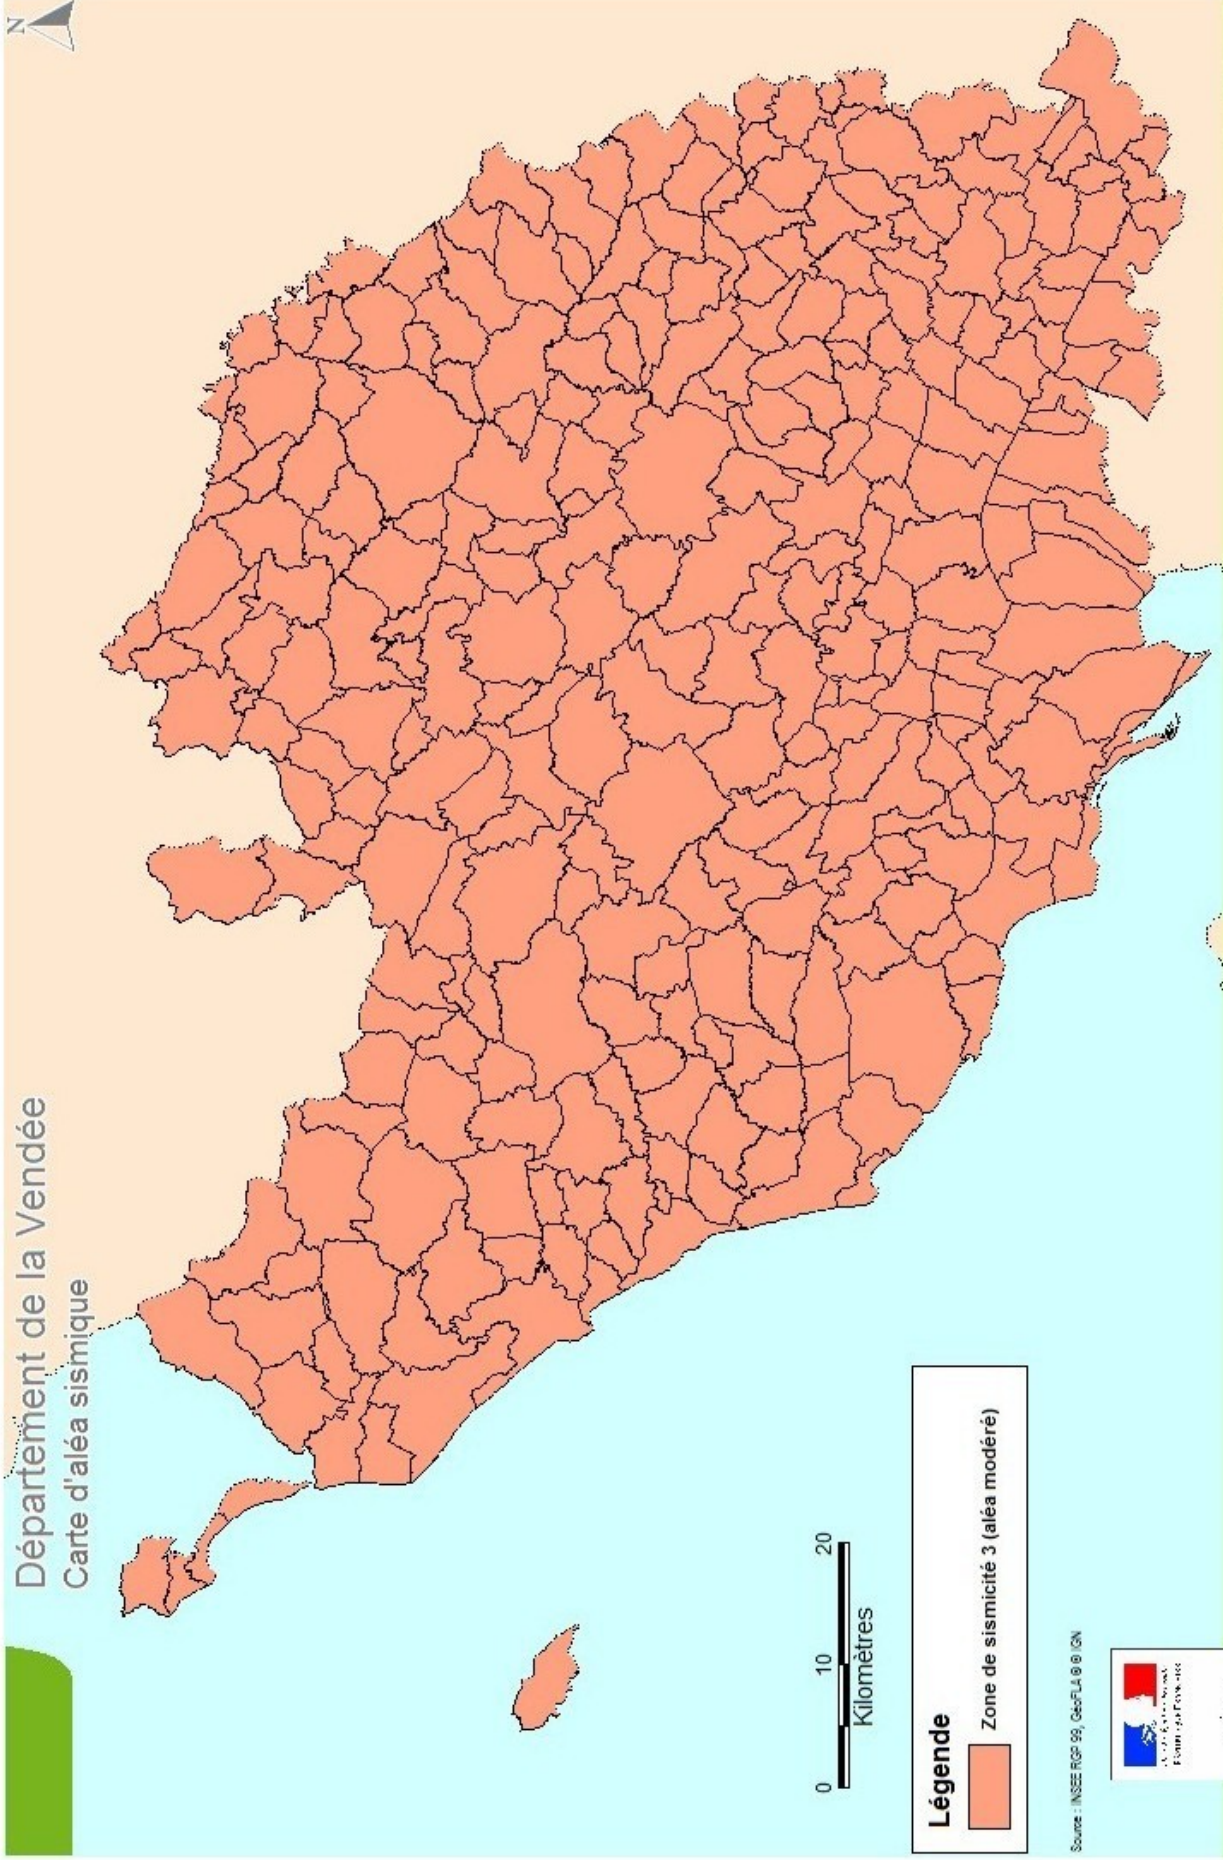 Département de la Vendée
Carte d'aléa sismique
N
0 10 20
Kilomètres
Légende
Zone de sismicité 3 (aléa modéré)
Source : INSEE RGP 99, GéoFLA®© IGN